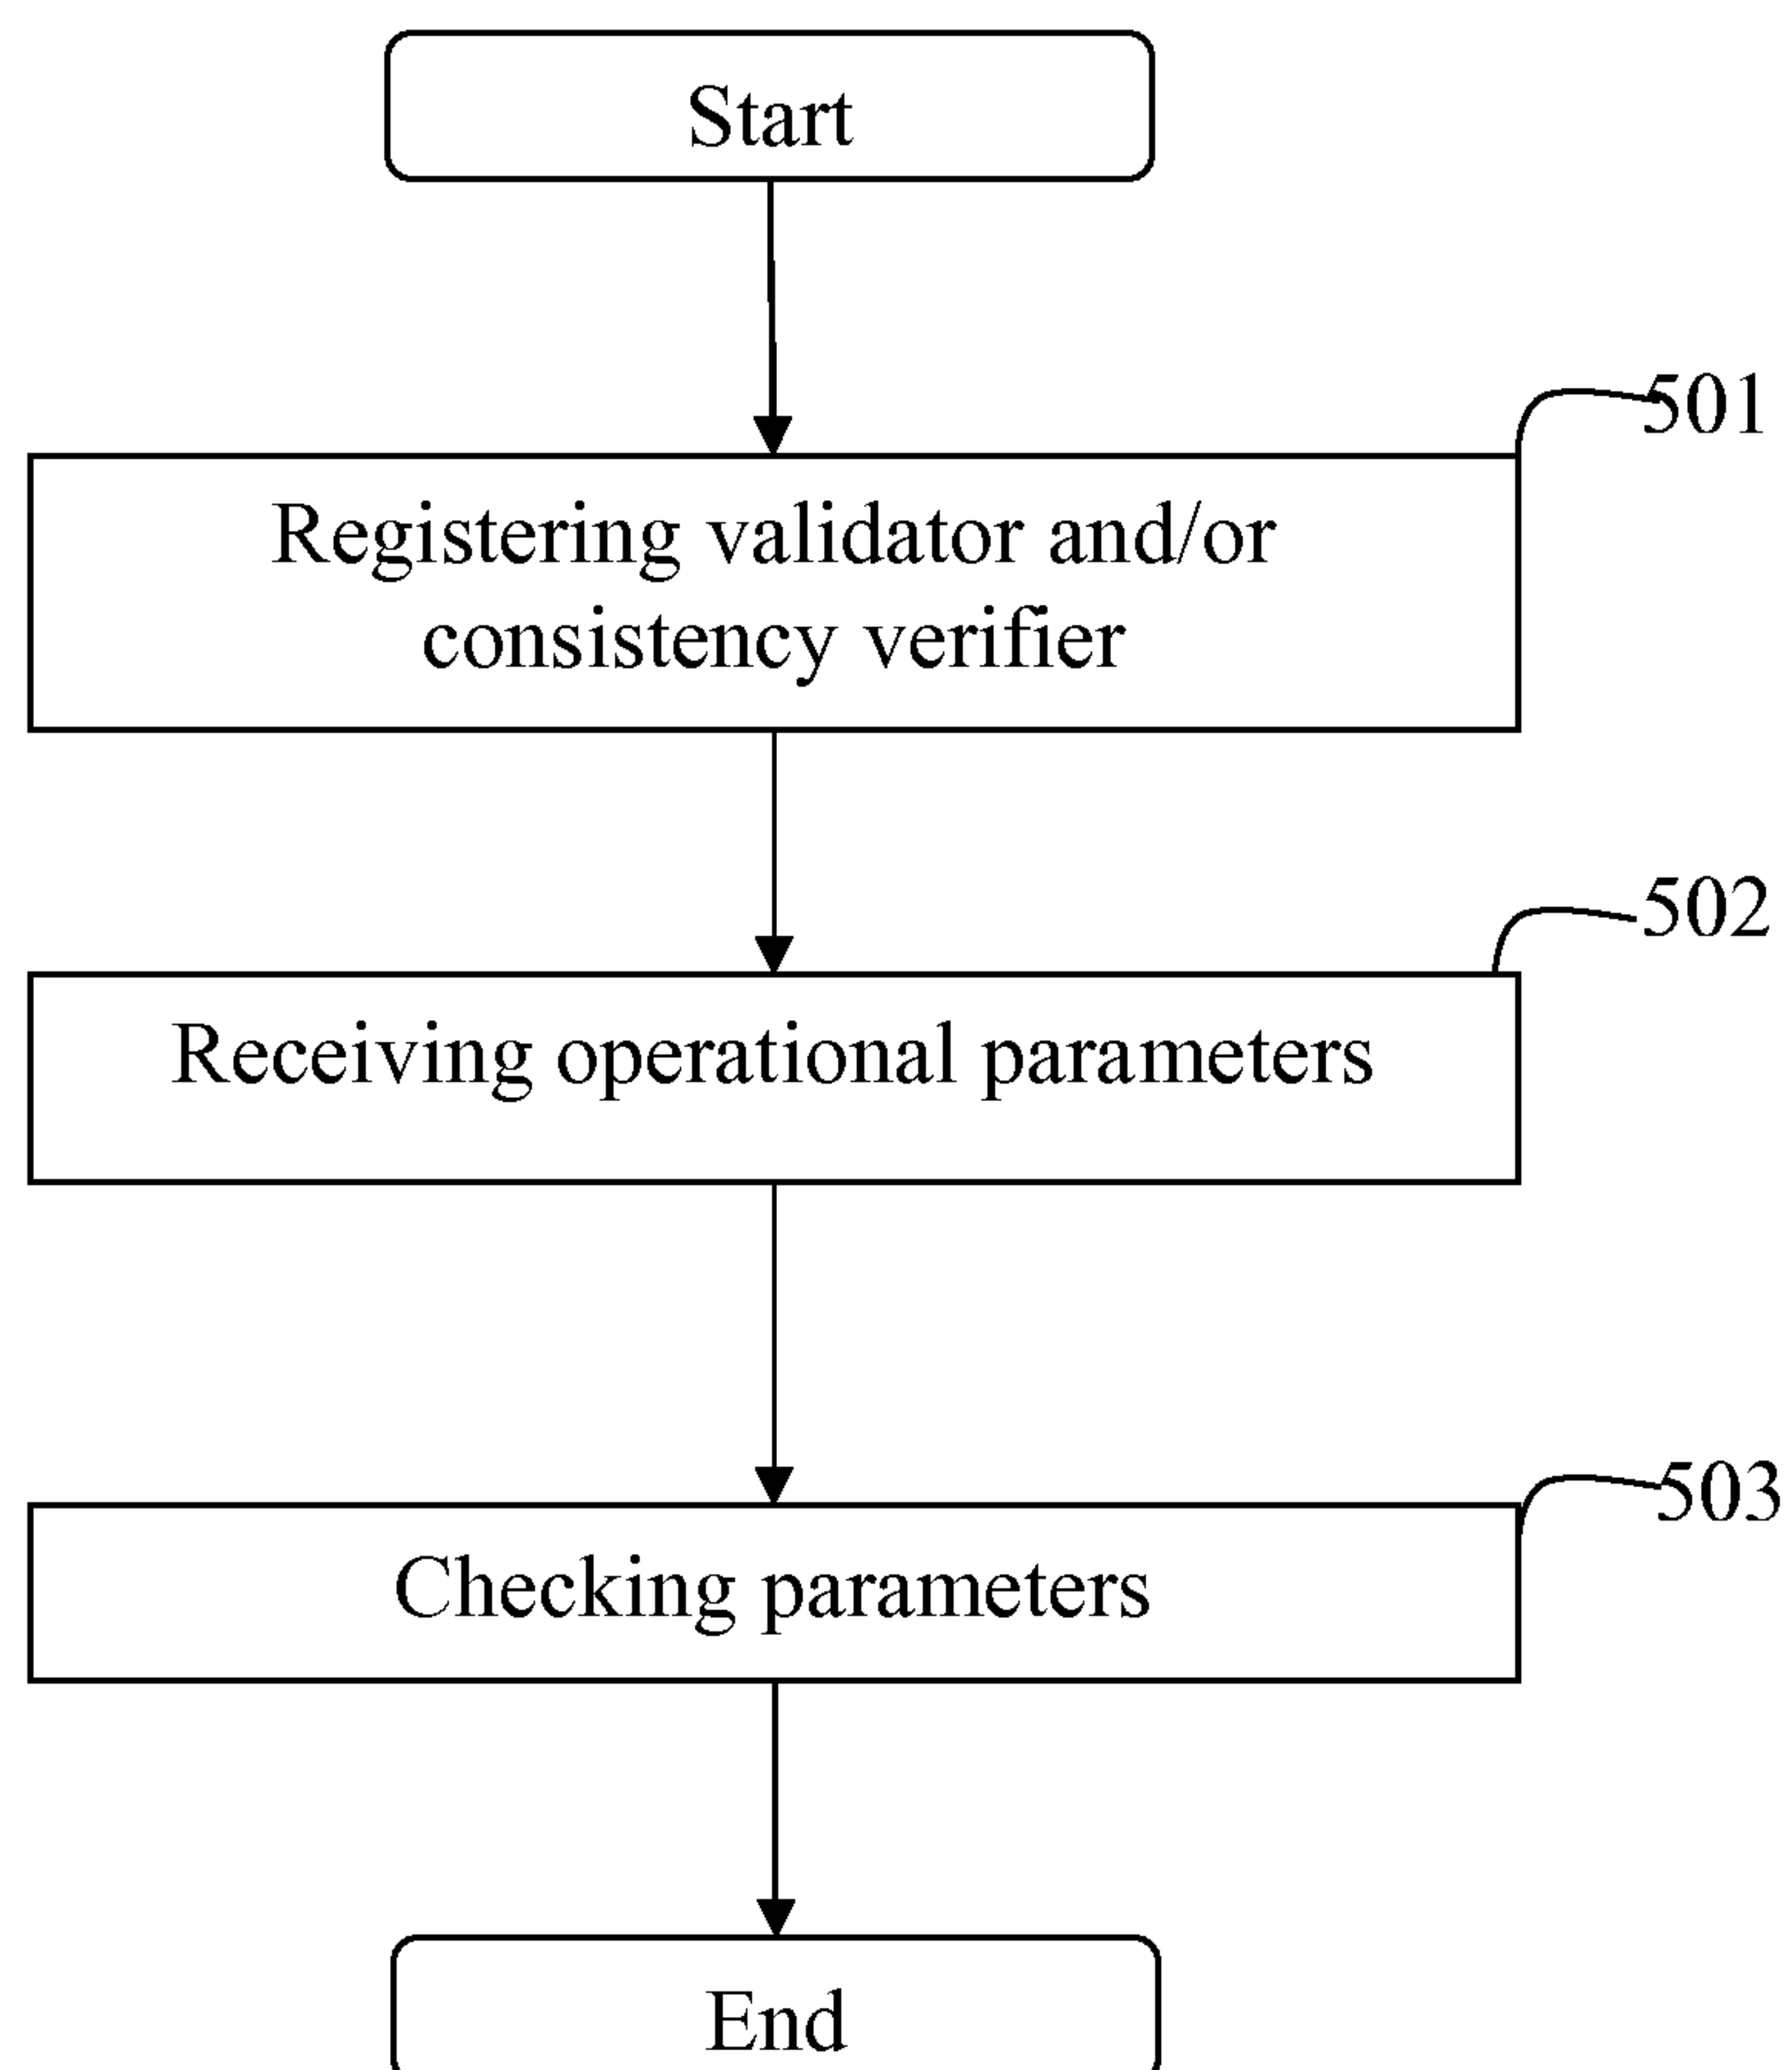 Start
501
Registering validator and/or
consistency verifier
502
Receiving operational parameters
503
Checking parameters
End